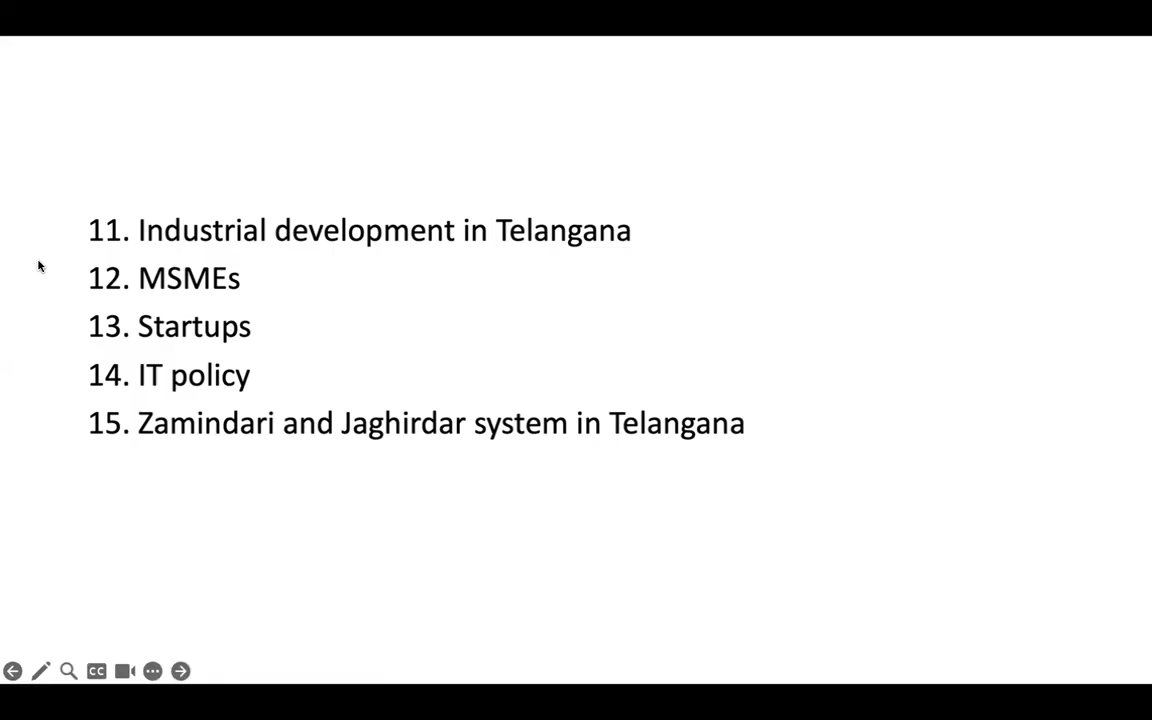 11. Industrial development in Telangana
12. MSMEs
13. Startups
14. IT policy
15. Zamindari and Jaghirdar system in Telangana
CC